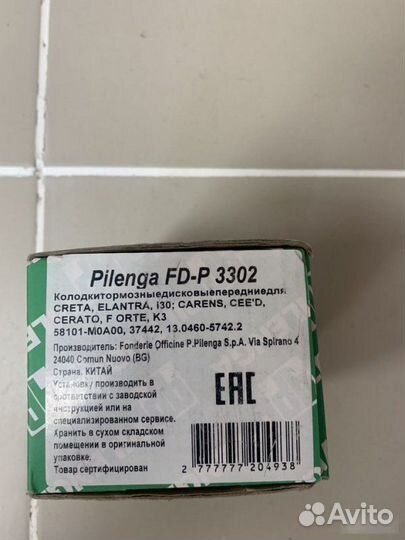 Pilenga FD-P 3302
Колодкитормозныедисковыепередниедля
CRETA, ELANTRA, i30; CARENS, CEE'D,
CERATO, F ORTE, K3
58101-M0A00, 37442, 13.0460-5742.2
Производитель: Fonderie Officine P.Pilenga S.p.A. Via Spirano 4
24040 Comun Nuovo (BG)
Страна: КИТАЙ
Установку производить в
соответствии с заводской
инструкцией или на
специализированном сервисе.
Хранить в сухом складском
помещении в оригинальной
упаковке.
Товар сертифицирован
EAC
2 777777 204938
Avito